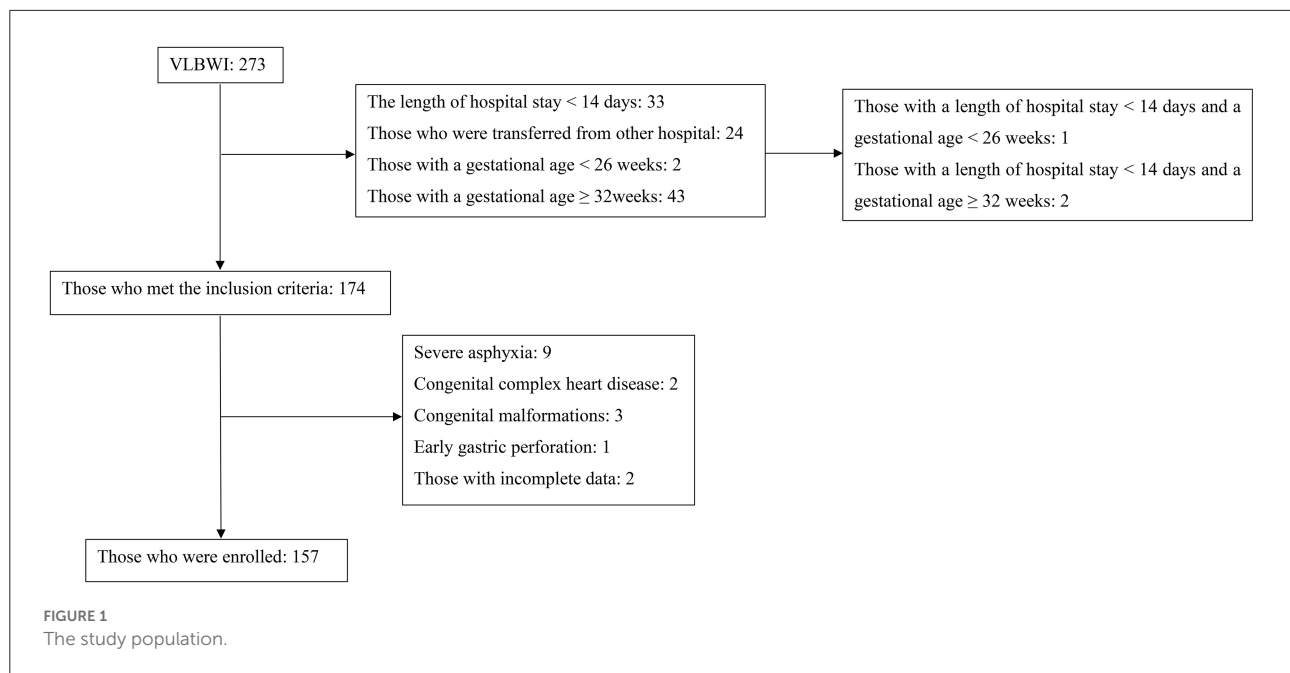 VLBWI: 273
The length of hospital stay < 14 days: 33
Those who were transferred from other hospital: 24
Those with a gestational age < 26 weeks: 2
Those with a gestational age ≥ 32weeks: 43
Those with a length of hospital stay < 14 days and a
gestational age < 26 weeks: 1
Those with a length of hospital stay < 14 days and a
gestational age ≥ 32 weeks: 2
Those who met the inclusion criteria: 174
Severe asphyxia: 9
Congenital complex heart disease: 2
Congenital malformations: 3
Early gastric perforation: 1
Those with incomplete data: 2
Those who were enrolled: 157
FIGURE 1
The study population.